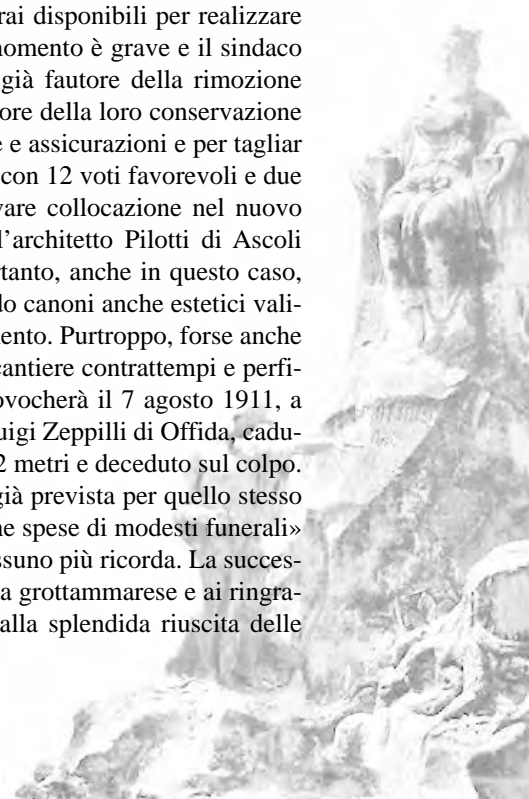 rai disponibili per realizzare
momento è grave e il sindaco
già fautore della rimozione
ore della loro conservazione
e e assicurazioni e per tagliar
con 12 voti favorevoli e due
vare collocazione nel nuovo
l'architetto Pilotti di Ascoli
rtanto, anche in questo caso,
do canoni anche estetici vali-
ento. Purtroppo, forse anche
cantiere contrattempi e perfi-
ovocherà il 7 agosto 1911, a
uigi Zeppilli di Offida, cadu-
2 metri e deceduto sul colpo.
già prevista per quello stesso
ne spese di modesti funerali»
ssuno più ricorda. La succes-
a grottammarese e ai ringra-
alla splendida riuscita delle